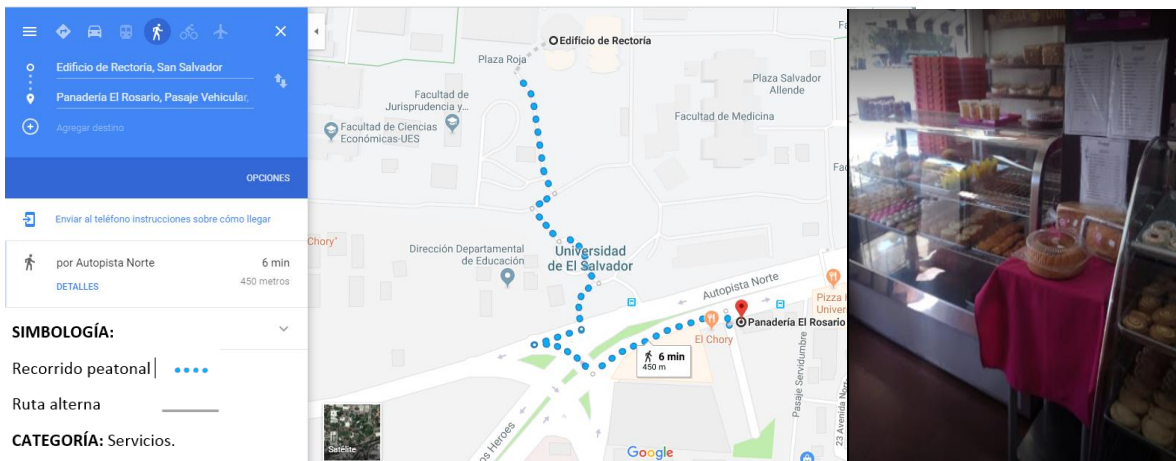 Edificio de Rectoría, San Salvador
Panadería El Rosario, Pasaje Vehicular,
Agregar destino
OPCIONES
Enviar al teléfono instrucciones sobre cómo llegar
por Autopista Norte
6 min
450 metros
DETALLES
SIMBOLOGÍA:
Recorrido peatonal
Ruta alterna
CATEGORÍA: Servicios.
Edificio de Rectoría
Plaza Roja
Plaza Salvador
Allende
Facultad de
Jurisprudencia y...
Facultad de Medicina
Facultad de Ciencias
Económicas-UES
Chory"
Dirección Departamental
de Educación
Universidad
de El Salvador
Autopista Norte
Pizza
Univer
Panadería El Rosario
El Chory
6 min
450 m
Pasaje Servidumbre
23 Avenida Nor
os Heroes
Satélite
Google